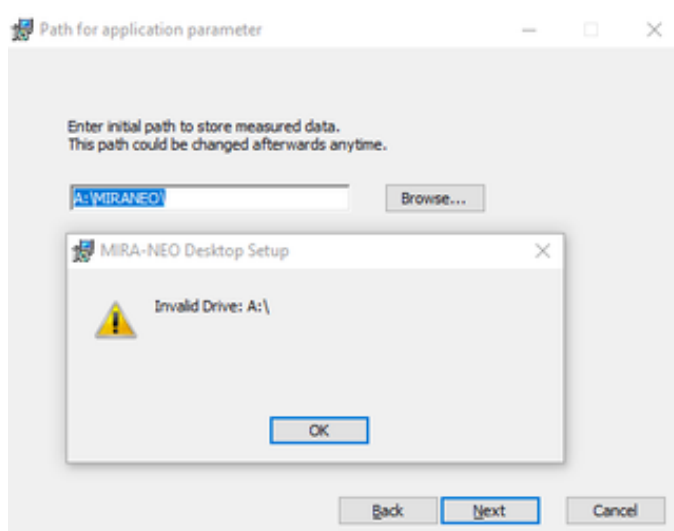 Path for application parameter
Enter initial path to store measured data.
This path could be changed afterwards anytime.
A:\MIRANEO\
Browse...
MIRA-NEO Desktop Setup
Invalid Drive: A:\
OK
Back
Next
Cancel